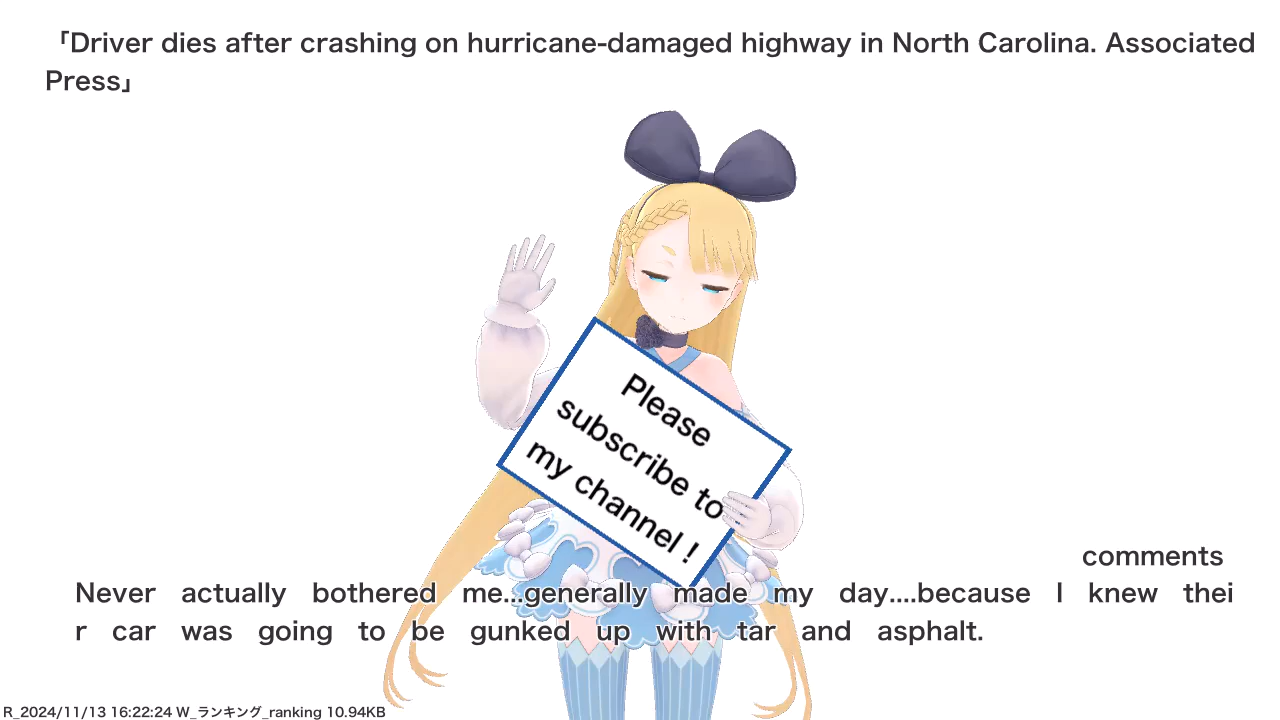 「Driver dies after crashing on hurricane-damaged highway in North Carolina. Associated
Press」
Please
subscribe to
my channel !
comments
Never actually bothered me...generally made my day....because I knew thei
r car was going to be gunked up with tar and asphalt.
R_2024/11/13 16:22:24 W_ランキング_ranking 10.94KB